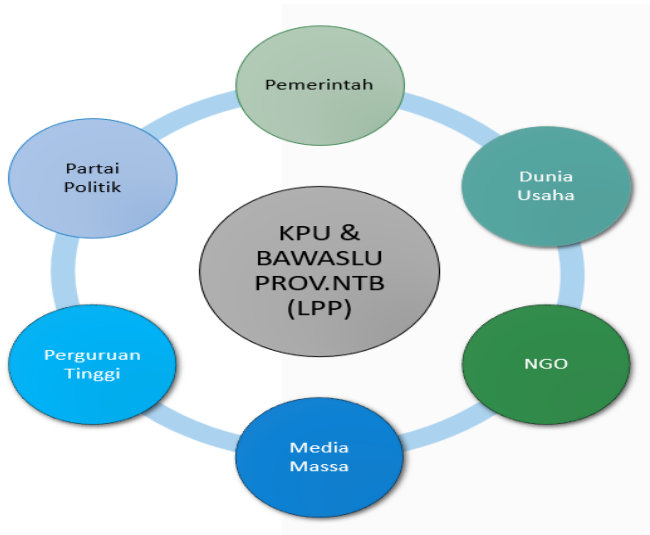 Pemerintah
Dunia
Usaha
NGO
Media
Massa
Perguruan
Tinggi
Partai
Politik
KPU &
BAWASLU
PROV.NTB
(LPP)